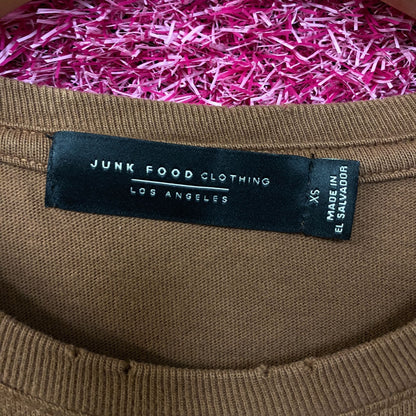 JUNK FOOD CLOTHING
LOS ANGELES
XS
MADE IN
EL SALVADOR